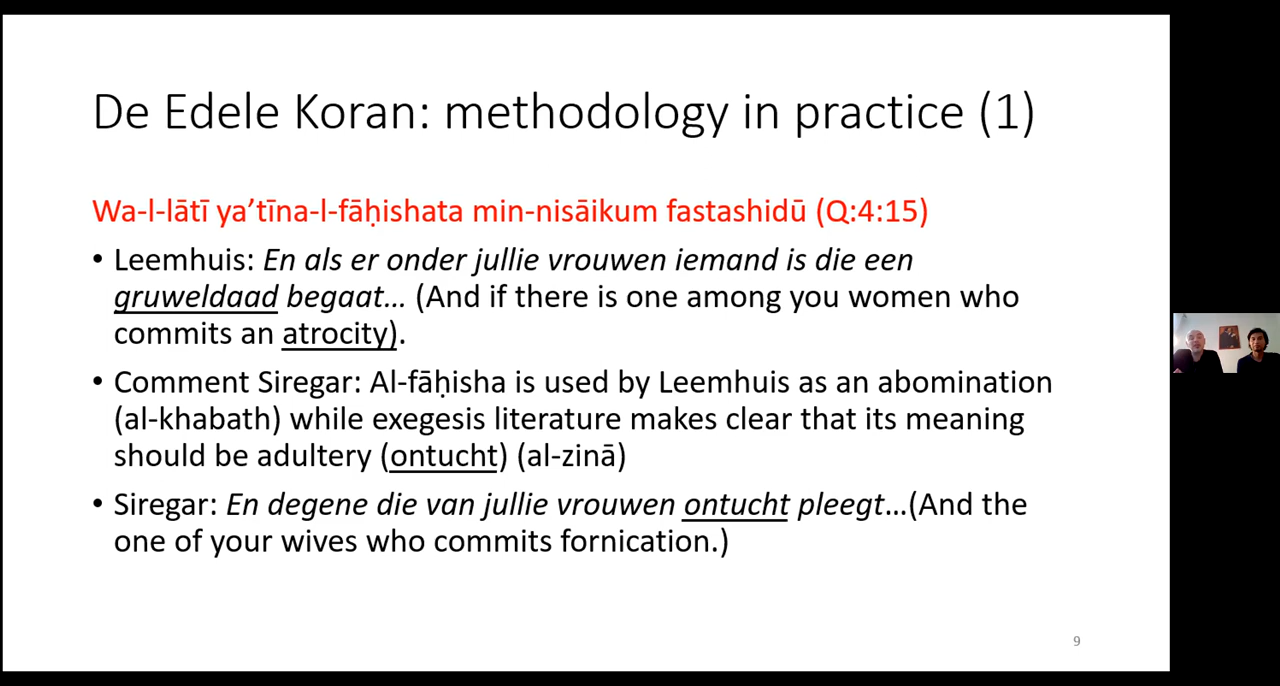 De Edele Koran: methodology in practice (1)
Wa-l-lātī ya’tīna-l-fāḥishata min-nisāikum fastashidū (Q:4:15)
• Leemhuis: En als er onder jullie vrouwen iemand is die een
gruweldaad begaat... (And if there is one among you women who
commits an atrocity).
• Comment Siregar: Al-fāḥisha is used by Leemhuis as an abomination
(al-khabath) while exegesis literature makes clear that its meaning
should be adultery (ontucht) (al-zinā)
• Siregar: En degene die van jullie vrouwen ontucht pleegt…(And the
one of your wives who commits fornication.)
9